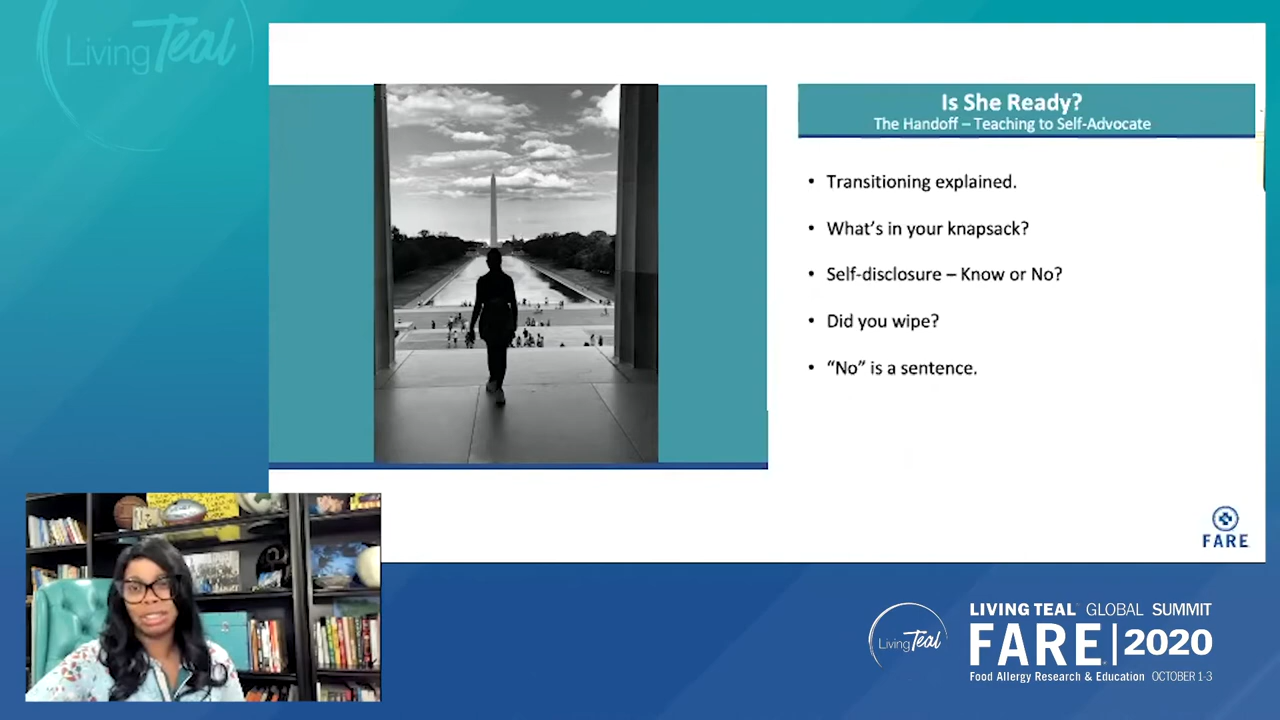 Living Teal
Is She Ready?
The Handoff – Teaching to Self-Advocate
• Transitioning explained.
• What's in your knapsack?
• Self-disclosure – Know or No?
• Did you wipe?
• “No” is a sentence.
FARE
Living Teal
LIVING TEAL GLOBAL SUMMIT
FARE | 2020
Food Allergy Research & Education OCTOBER 1-3